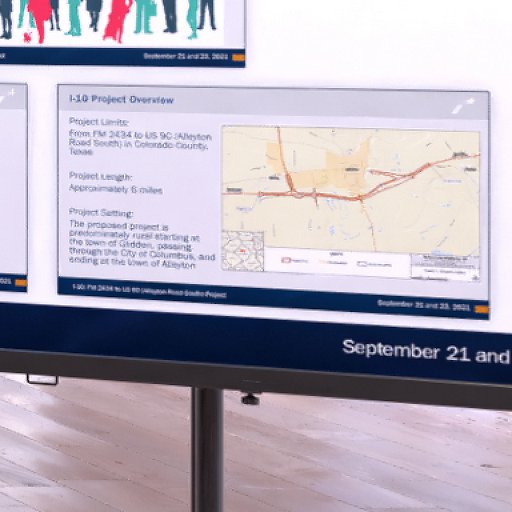 September 21 and 23, 2021
I-10 Project Overview
Project Limits:
From FM 2434 to US 90 (Alleyton
Road South) in Colorado County,
Texas
Project Length:
Approximately 6 miles
Project Setting:
The proposed project is
predominately rural starting at
the town of Glidden, passing
through the City of Columbus, and
ending at the town of Alleyton
I-10: FM 2434 to US 90 (Alleyton Road South) Project
September 21 and 23, 2021
2021
September 21 and